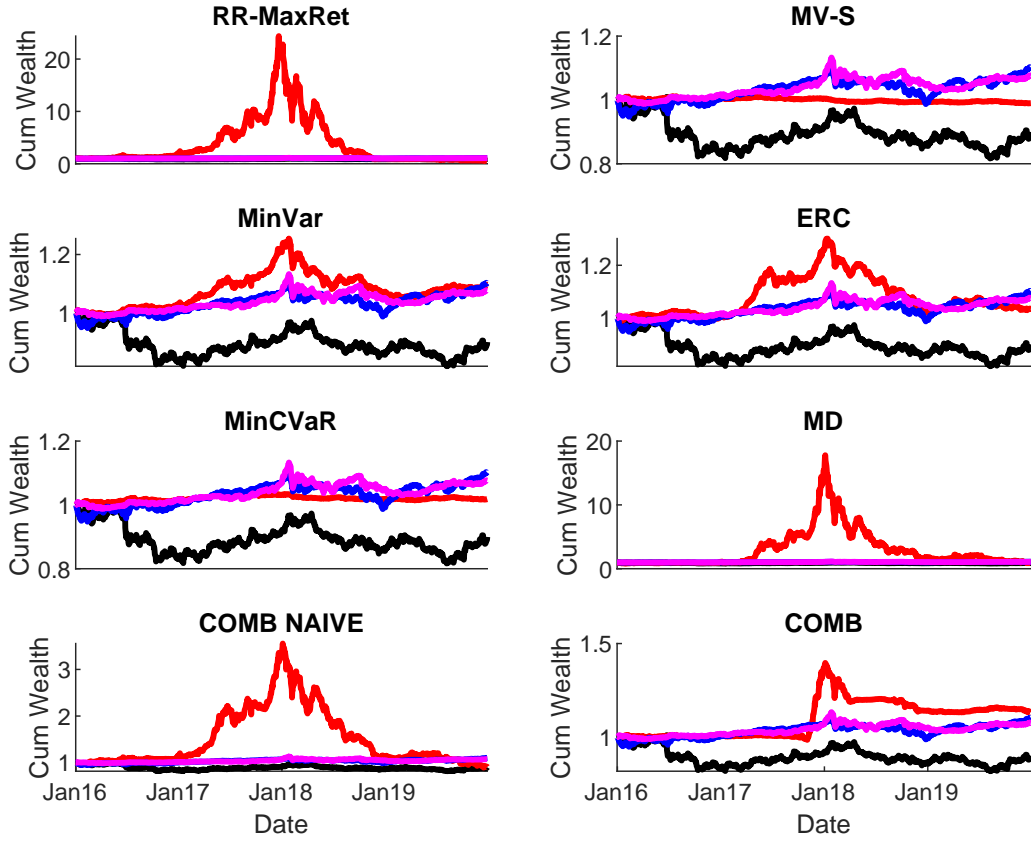 RR-MaxRet
Cum Wealth
20
10
0
MV-S
Cum Wealth
1.2
1
0.8
MinVar
Cum Wealth
1.2
1
ERC
Cum Wealth
1.2
1
MinCVaR
Cum Wealth
1.2
1
0.8
MD
Cum Wealth
20
10
0
COMB NAIVE
Cum Wealth
3
2
1
Jan16 Jan17 Jan18 Jan19
Date
COMB
Cum Wealth
1.5
1
Jan16 Jan17 Jan18 Jan19
Date